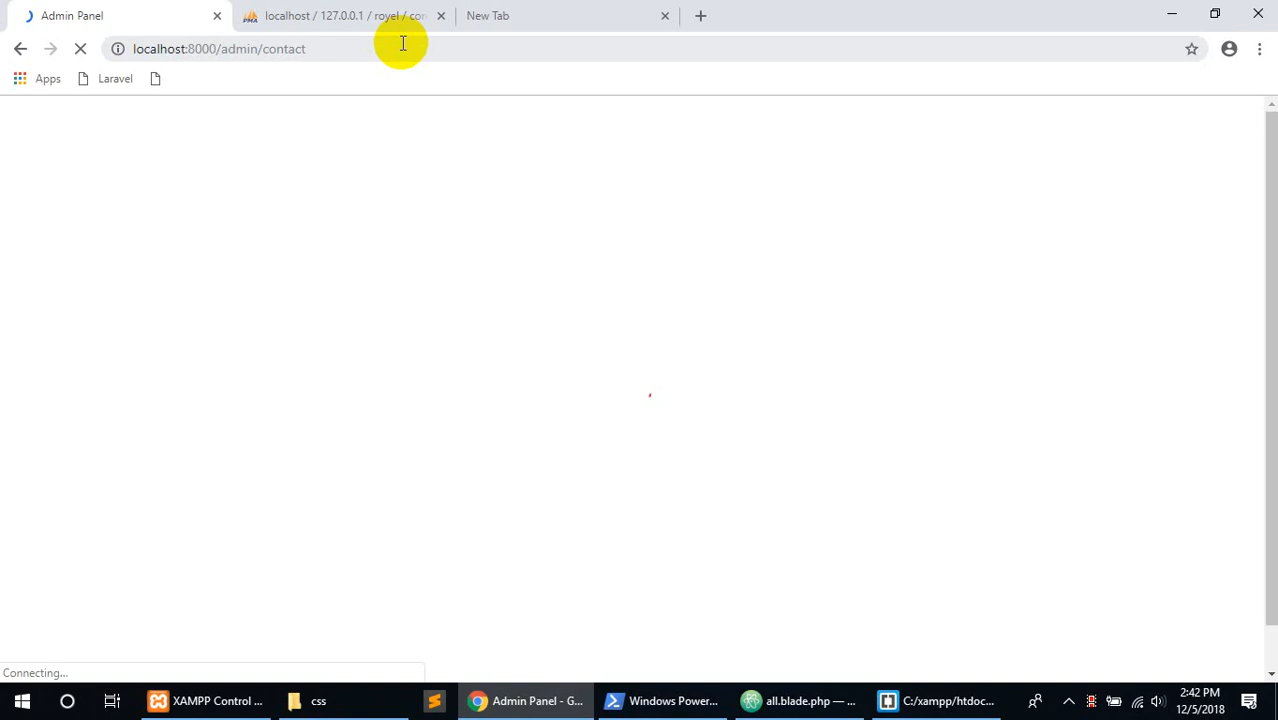 Admin Panel
localhost / 127.0.0.1 / royel / con
New Tab
localhost:8000/admin/contact
Apps
Laravel
Connecting...
XAMPP Control ...
css
Admin Panel - G...
Windows Power...
all.blade.php — ...
C:/xampp/htdoc...
2:42 PM
12/5/2018